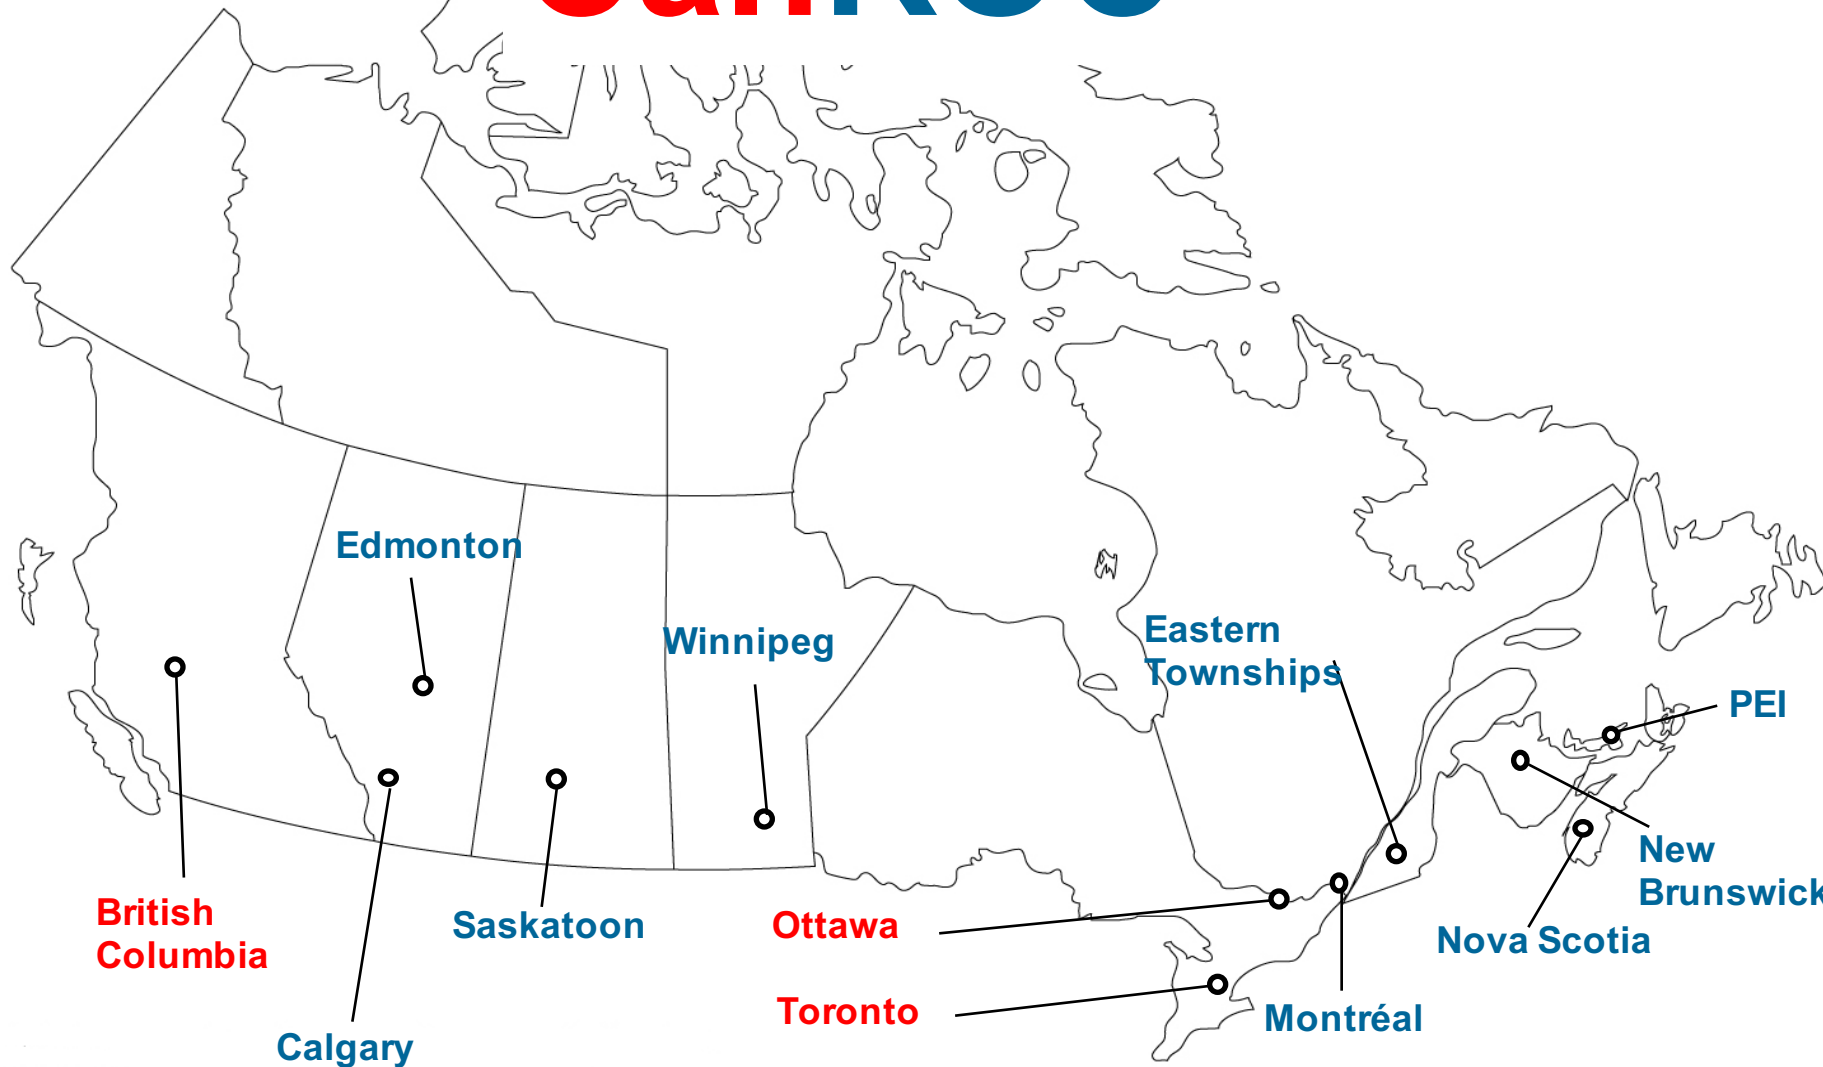 Edmonton
Winnipeg
Eastern
Townships
PEI
New
Brunswick
British
Columbia
Saskatoon
Ottawa
Nova Scotia
Toronto
Montréal
Calgary